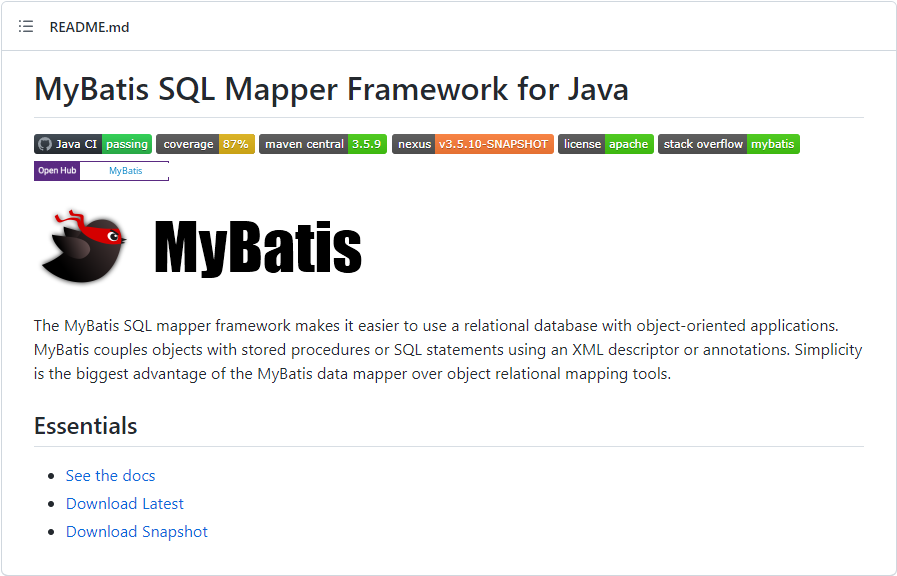 README.md
MyBatis SQL Mapper Framework for Java
Java CI passing coverage 87% maven central 3.5.9 nexus v3.5.10-SNAPSHOT license apache stack overflow mybatis
Open Hub MyBatis
MyBatis
The MyBatis SQL mapper framework makes it easier to use a relational database with object-oriented applications.
MyBatis couples objects with stored procedures or SQL statements using an XML descriptor or annotations. Simplicity
is the biggest advantage of the MyBatis data mapper over object relational mapping tools.
Essentials
See the docs
Download Latest
Download Snapshot